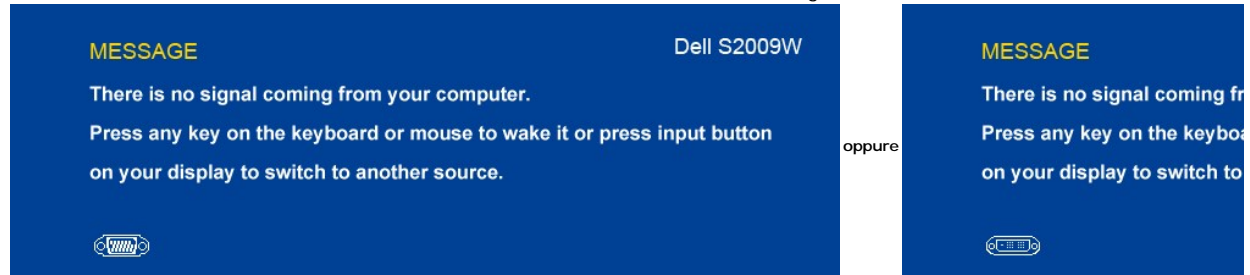 MESSAGE
Dell S2009W
There is no signal coming from your computer.
Press any key on the keyboard or mouse to wake it or press input button
on your display to switch to another source.
oppure
MESSAGE
There is no signal coming
Press any key on the
on your display to switch to